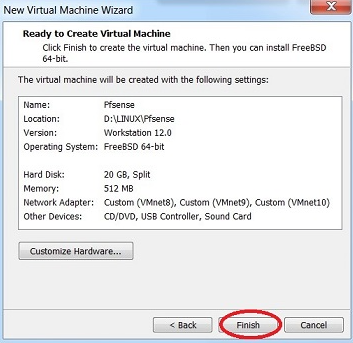 New Virtual Machine Wizard
Ready to Create Virtual Machine
Click Finish to create the virtual machine. Then you can install FreeBSD
64-bit.
The virtual machine will be created with the following settings:
Name: Pfsense
Location: D:\LINUX\Pfsense
Version: Workstation 12.0
Operating System: FreeBSD 64-bit
Hard Disk: 20 GB, Split
Memory: 512 MB
Network Adapter: Custom (VMnet8), Custom (VMnet9), Custom (VMnet10)
Other Devices: CD/DVD, USB Controller, Sound Card
Customize Hardware...
< Back Finish Cancel